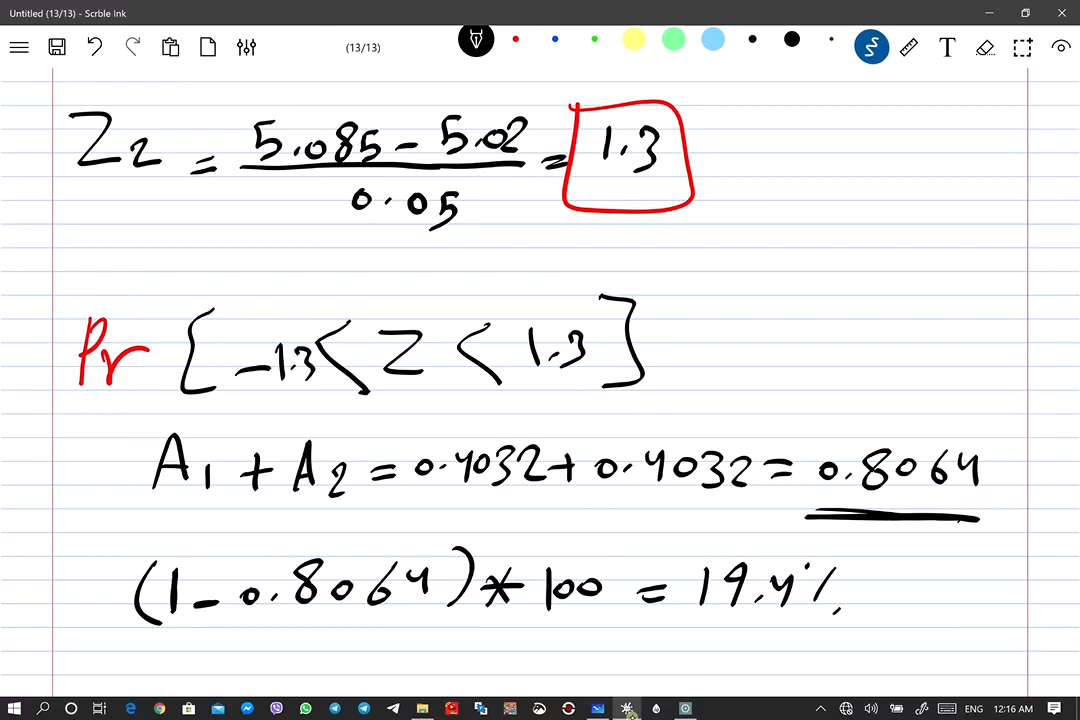 Untitled (13/13) - Scrble Ink
(13/13)
T
Z2 = 5.085 - 5.02 / 0.05 = 1.3
Pr [-1.3 < Z < 1.3]
A1 + A2 = 0.4032 + 0.4032 = 0.8064
(1 - 0.8064) * 100 = 19.4%
ENG 12:16 AM